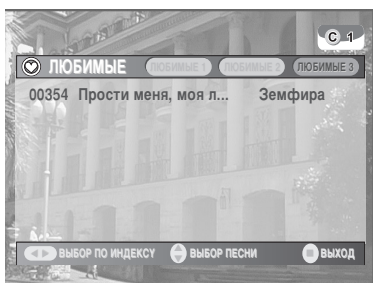 C 1
ЛЮБИМЫЕ ЛЮБИМЫЕ 1 ЛЮБИМЫЕ 2 ЛЮБИМЫЕ 3
00354 Прости меня, моя л... Земфира
ВЫБОР ПО ИНДЕКСУ ВЫБОР ПЕСНИ ВЫХОД